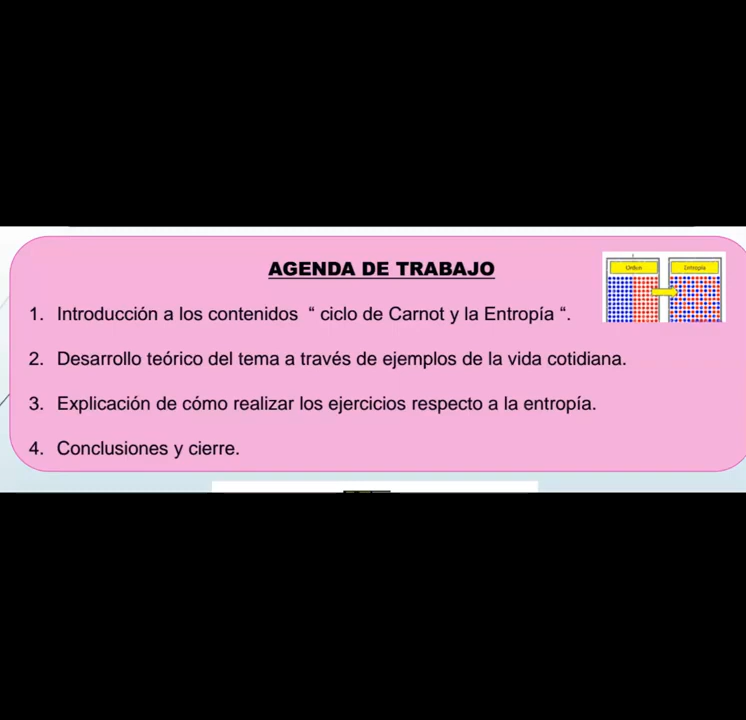 AGENDA DE TRABAJO
Orden
Entropía
1. Introducción a los contenidos “ ciclo de Carnot y la Entropía “.
2. Desarrollo teórico del tema a través de ejemplos de la vida cotidiana.
3. Explicación de cómo realizar los ejercicios respecto a la entropía.
4. Conclusiones y cierre.